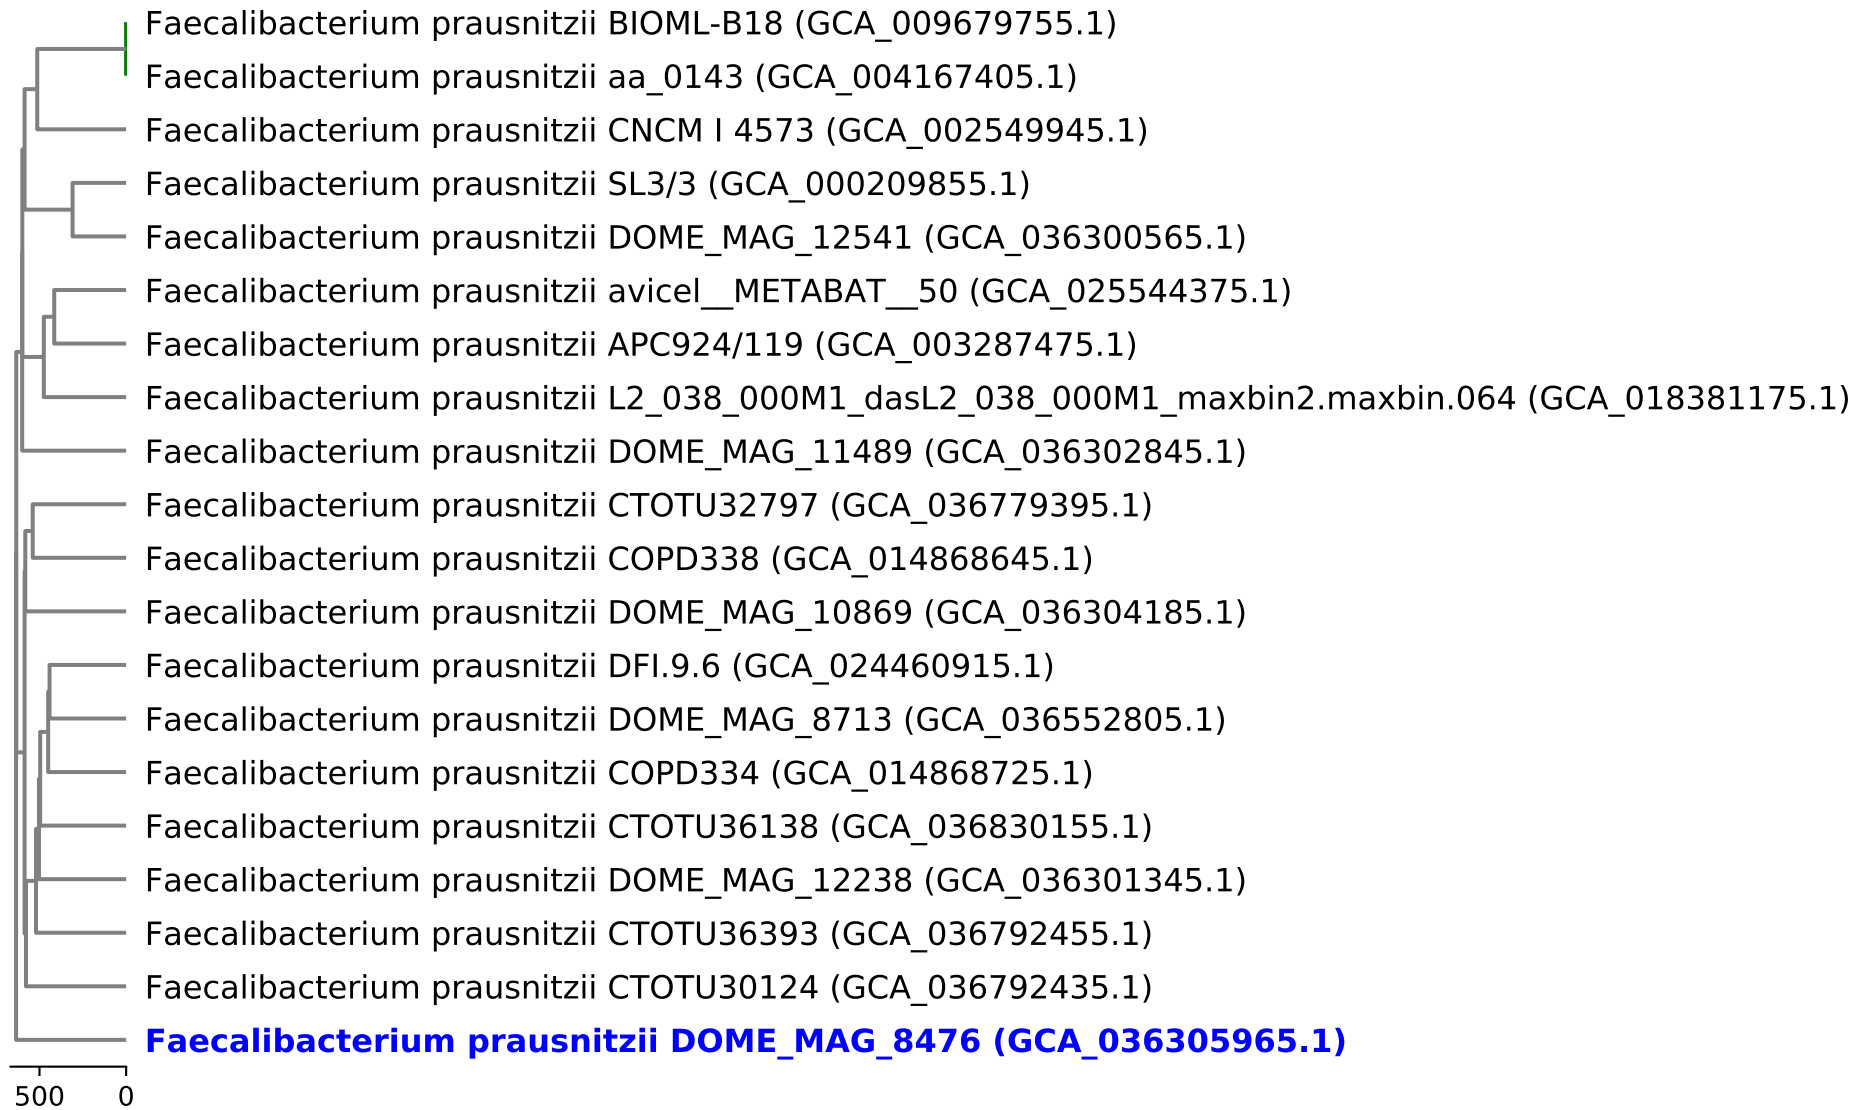 Faecalibacterium prausnitzii BIOML-B18 (GCA_009679755.1)
Faecalibacterium prausnitzii aa_0143 (GCA_004167405.1)
Faecalibacterium prausnitzii CNCM I 4573 (GCA_002549945.1)
Faecalibacterium prausnitzii SL3/3 (GCA_000209855.1)
Faecalibacterium prausnitzii DOME_MAG_12541 (GCA_036300565.1)
Faecalibacterium prausnitzii avicel__METABAT__50 (GCA_025544375.1)
Faecalibacterium prausnitzii APC924/119 (GCA_003287475.1)
Faecalibacterium prausnitzii L2_038_000M1_dasL2_038_000M1_maxbin2.maxbin.064 (GCA_018381175.1)
Faecalibacterium prausnitzii DOME_MAG_11489 (GCA_036302845.1)
Faecalibacterium prausnitzii CTOTU32797 (GCA_036779395.1)
Faecalibacterium prausnitzii COPD338 (GCA_014868645.1)
Faecalibacterium prausnitzii DOME_MAG_10869 (GCA_036304185.1)
Faecalibacterium prausnitzii DFI.9.6 (GCA_024460915.1)
Faecalibacterium prausnitzii DOME_MAG_8713 (GCA_036552805.1)
Faecalibacterium prausnitzii COPD334 (GCA_014868725.1)
Faecalibacterium prausnitzii CTOTU36138 (GCA_036830155.1)
Faecalibacterium prausnitzii DOME_MAG_12238 (GCA_036301345.1)
Faecalibacterium prausnitzii CTOTU36393 (GCA_036792455.1)
Faecalibacterium prausnitzii CTOTU30124 (GCA_036792435.1)
Faecalibacterium prausnitzii DOME_MAG_8476 (GCA_036305965.1)
500 0